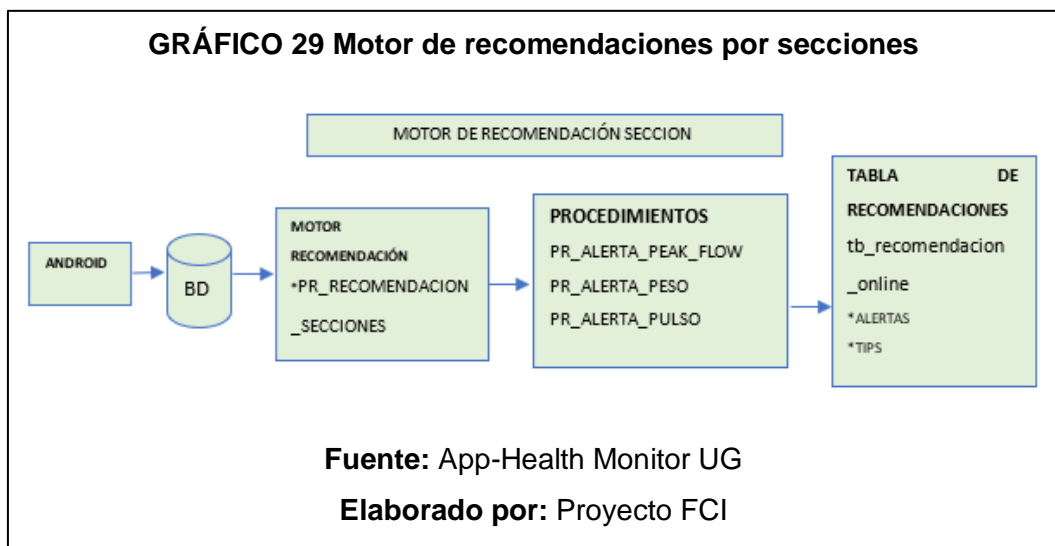 GRÁFICO 29 Motor de recomendaciones por secciones
MOTOR DE RECOMENDACIÓN SECCION
ANDROID
BD
MOTOR
RECOMENDACIÓN
*PR_RECOMENDACION
_SECCIONES
PROCEDIMIENTOS
PR_ALERTA_PEAK_FLOW
PR_ALERTA_PESO
PR_ALERTA_PULSO
TABLA DE
RECOMENDACIONES
tb_recomendacion
_online
*ALERTAS
*TIPS
Fuente: App-Health Monitor UG
Elaborado por: Proyecto FCI